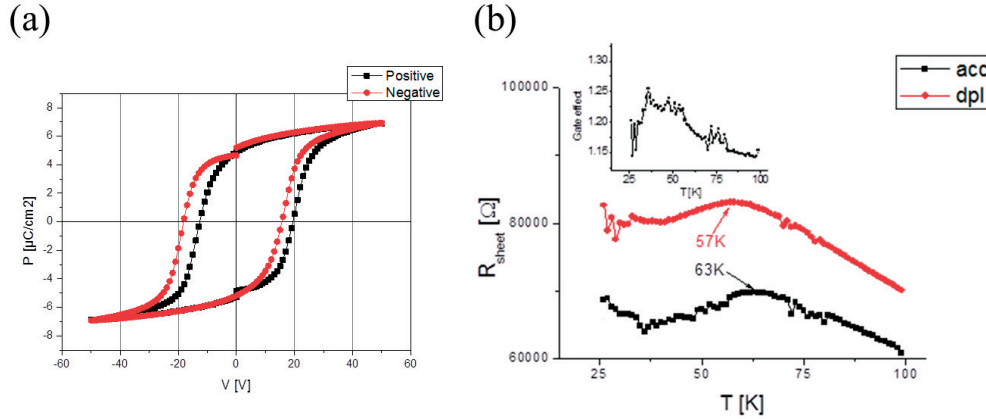 (a)
Positive
Negative
P [µC/cm2]
8
6
4
2
0
-2
-4
-6
-8
-60 -40 -20 0 20 40 60
V [V]
(b)
acc
dpl
R_sheet [Ω]
100000
80000
60000
25 50 75 100
T [K]
57K
63K
Gate effect
1.30
1.25
1.20
1.15
25 50 75 100
T[K]